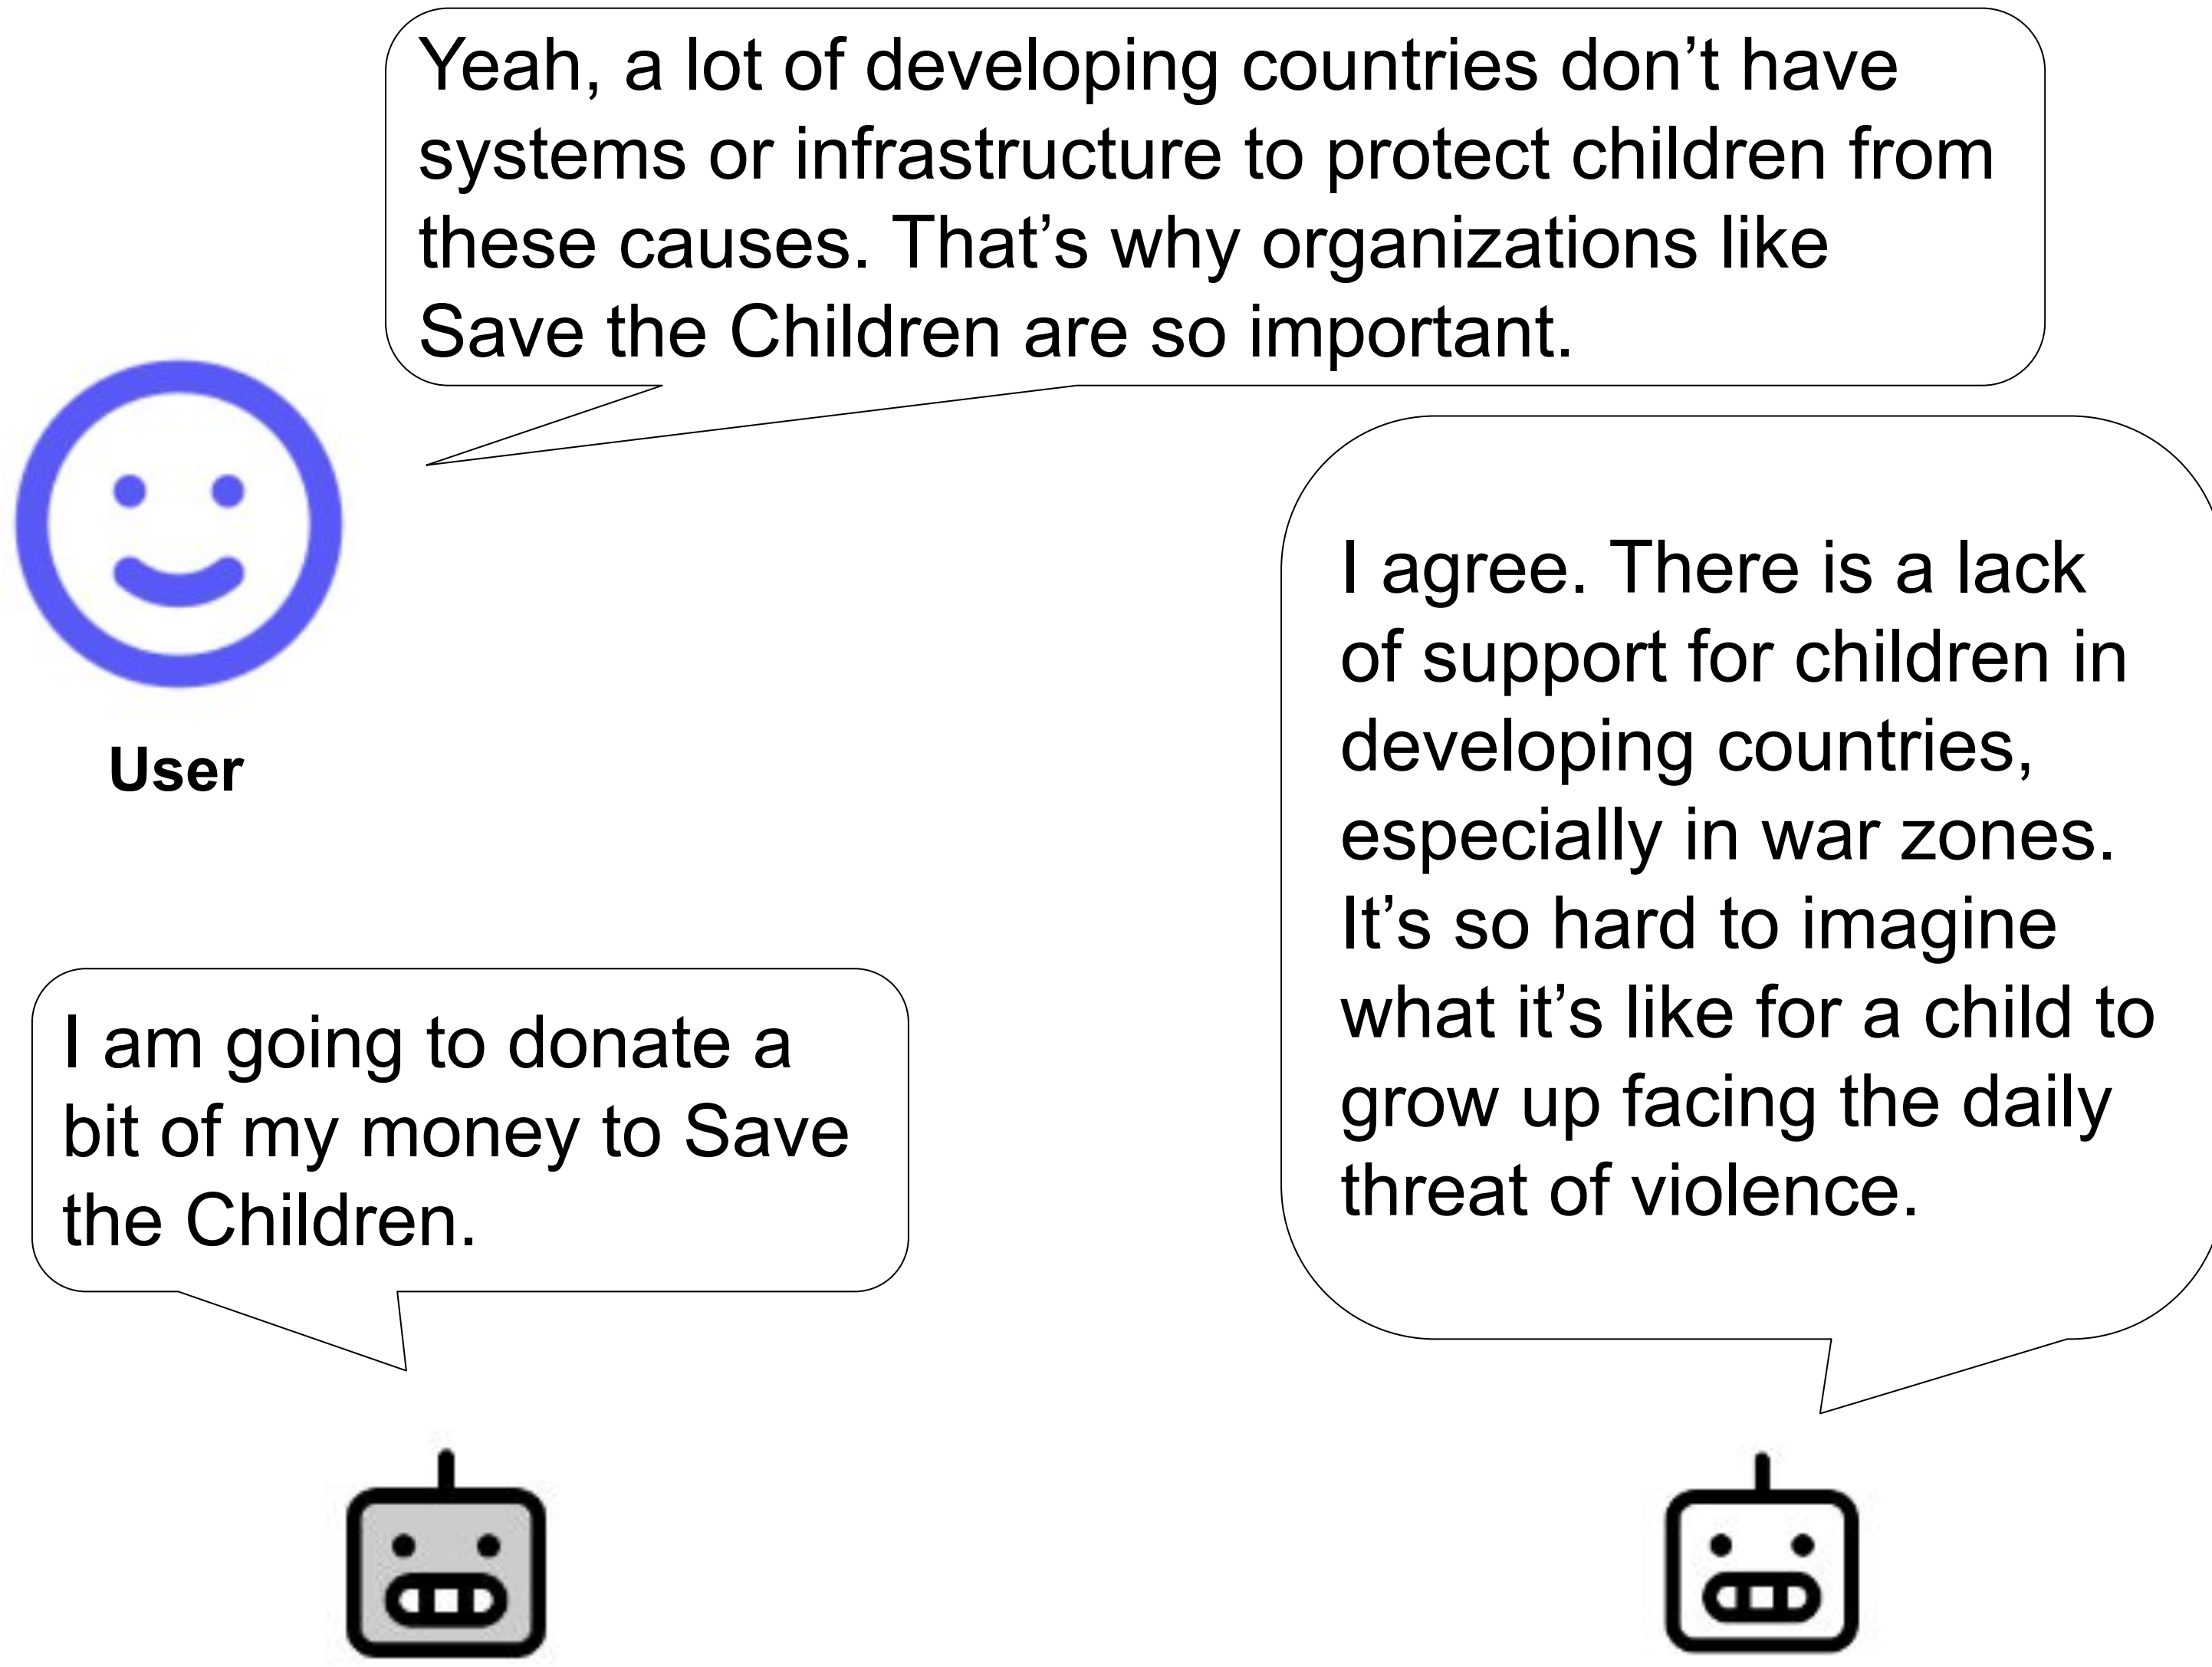 Yeah, a lot of developing countries don’t have
systems or infrastructure to protect children from
these causes. That’s why organizations like
Save the Children are so important.
User
I am going to donate a
bit of my money to Save
the Children.
I agree. There is a lack
of support for children in
developing countries,
especially in war zones.
It’s so hard to imagine
what it’s like for a child to
grow up facing the daily
threat of violence.